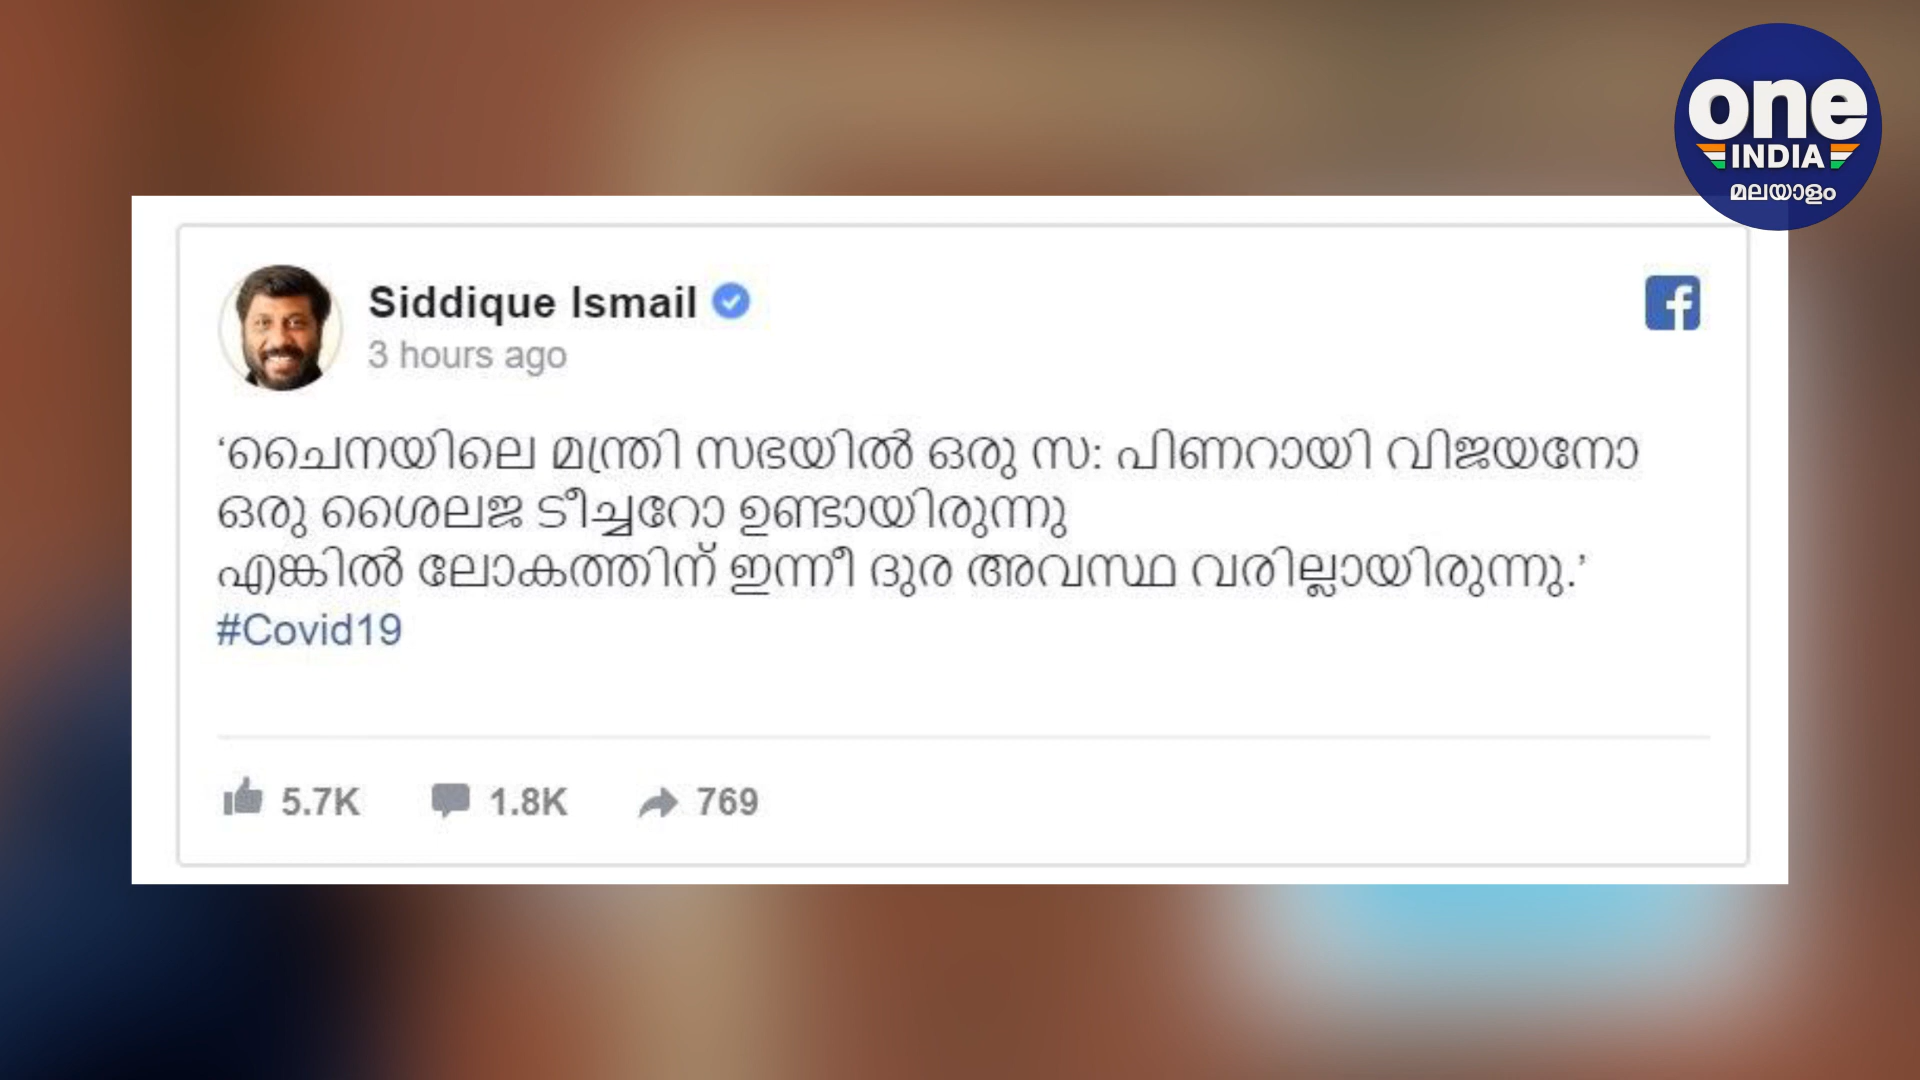 one
INDIA
മലയാളം
Siddique Ismail
3 hours ago
‘ചൈനയിലെ മന്ത്രി സഭയിൽ ഒരു സ: പിണറായി വിജയനോ
ഒരു ശൈലജ ടീച്ചറോ ഉണ്ടായിരുന്നു
എങ്കിൽ ലോകത്തിന് ഇന്നീ ദുര അവസ്ഥ വരില്ലായിരുന്നു.’
#Covid19
5.7K 1.8K 769